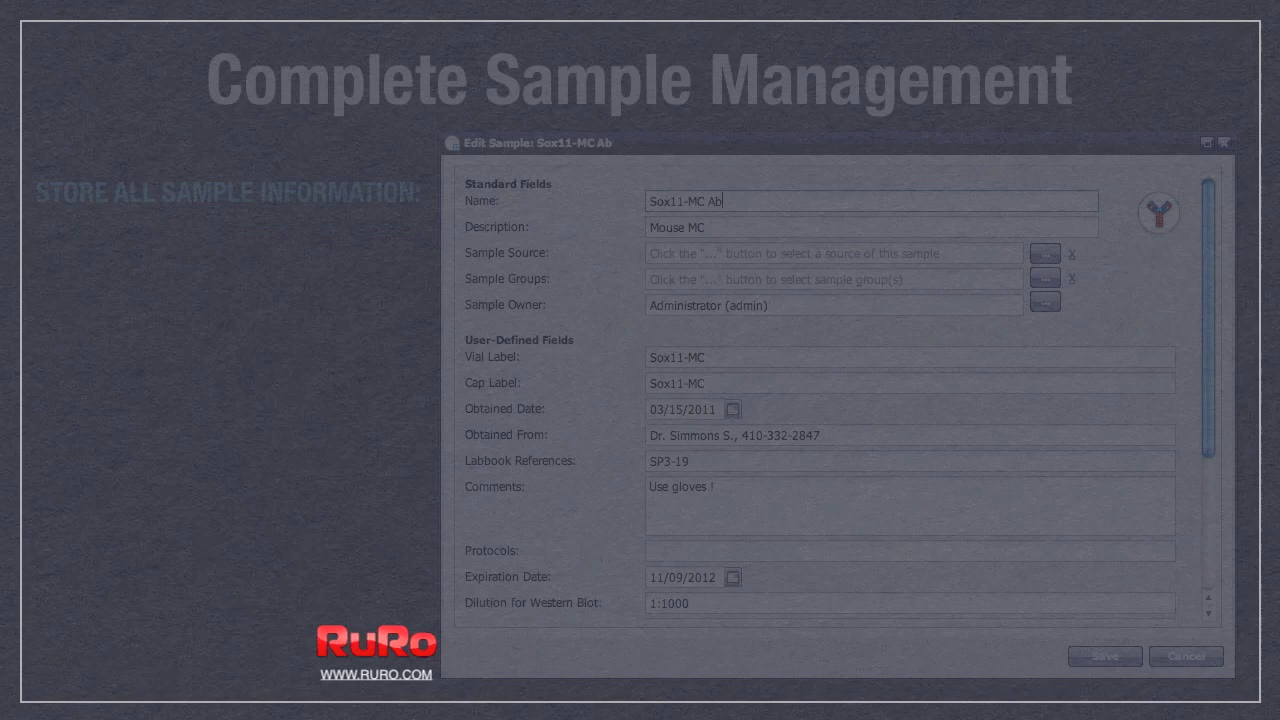 Complete Sample Management
STORE ALL SAMPLE INFORMATION:
Edit Sample: Sox11-MC Ab
Standard Fields
Name: Sox11-MC Ab
Description: Mouse MC
Sample Source: Click the "..." button to select a source of this sample ...
Sample Groups: Click the "..." button to select sample group(s) ...
Sample Owner: Administrator (admin) ...
User-Defined Fields
Vial Label: Sox11-MC
Cap Label: Sox11-MC
Obtained Date: 03/15/2011
Obtained From: Dr. Simmons S., 410-332-2847
Labbook References: SP3-19
Comments: Use gloves !
Protocols:
Expiration Date: 11/09/2012
Dilution for Western Blot: 1:1000
Save Cancel
RuRo
WWW.RURO.COM